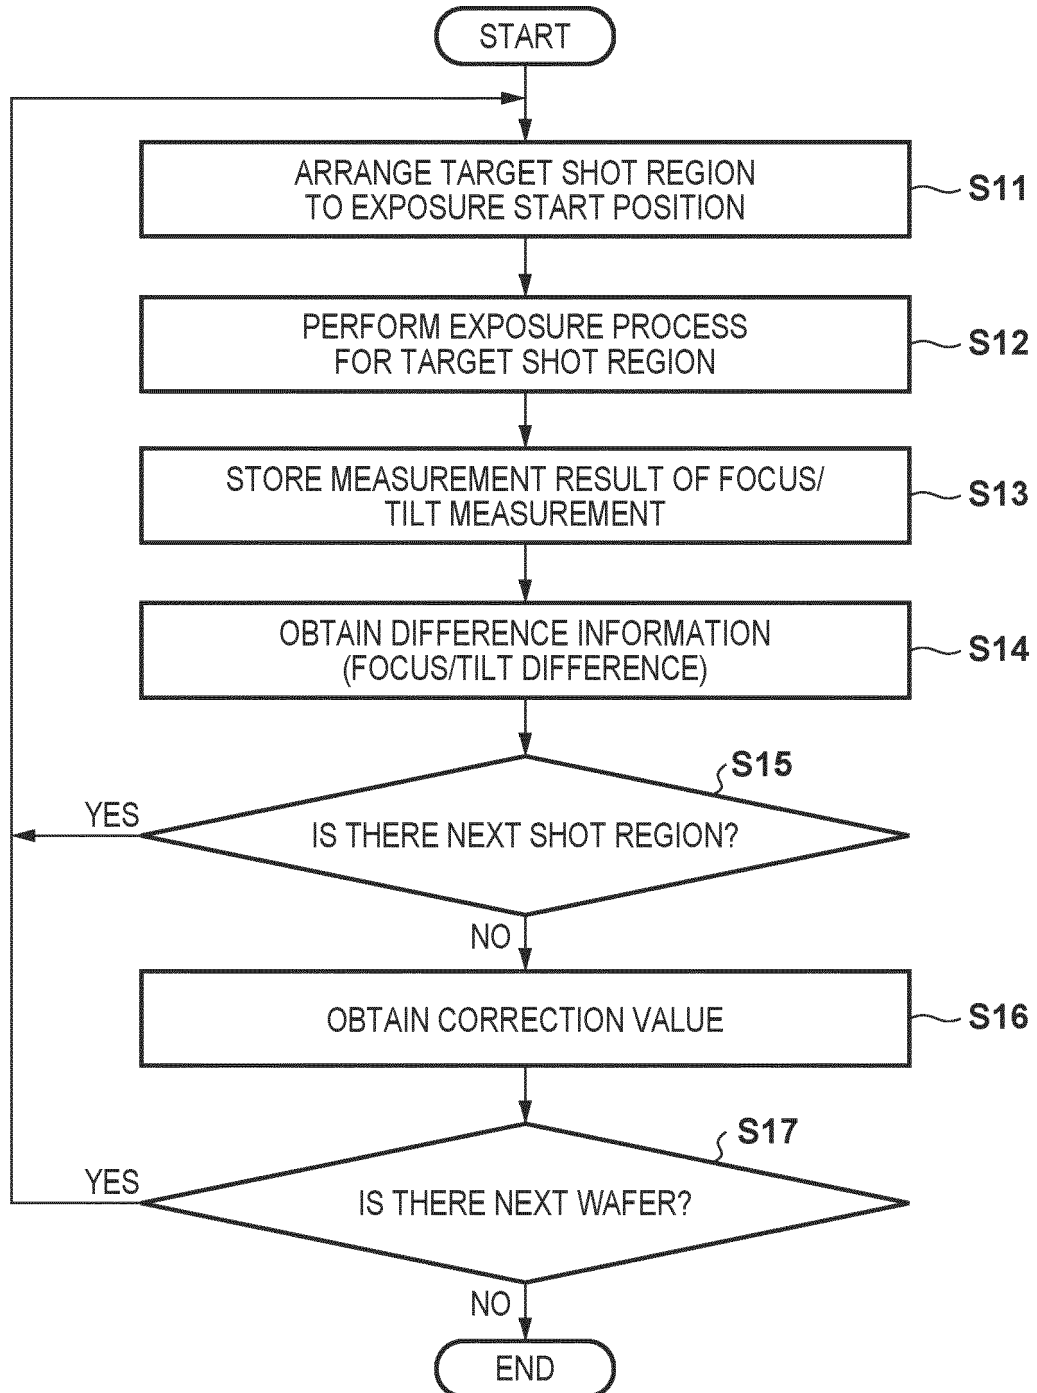 START
ARRANGE TARGET SHOT REGION
TO EXPOSURE START POSITION
S11
PERFORM EXPOSURE PROCESS
FOR TARGET SHOT REGION
S12
STORE MEASUREMENT RESULT OF FOCUS/
TILT MEASUREMENT
S13
OBTAIN DIFFERENCE INFORMATION
(FOCUS/TILT DIFFERENCE)
S14
S15
YES
IS THERE NEXT SHOT REGION?
NO
OBTAIN CORRECTION VALUE
S16
S17
YES
IS THERE NEXT WAFER?
NO
END